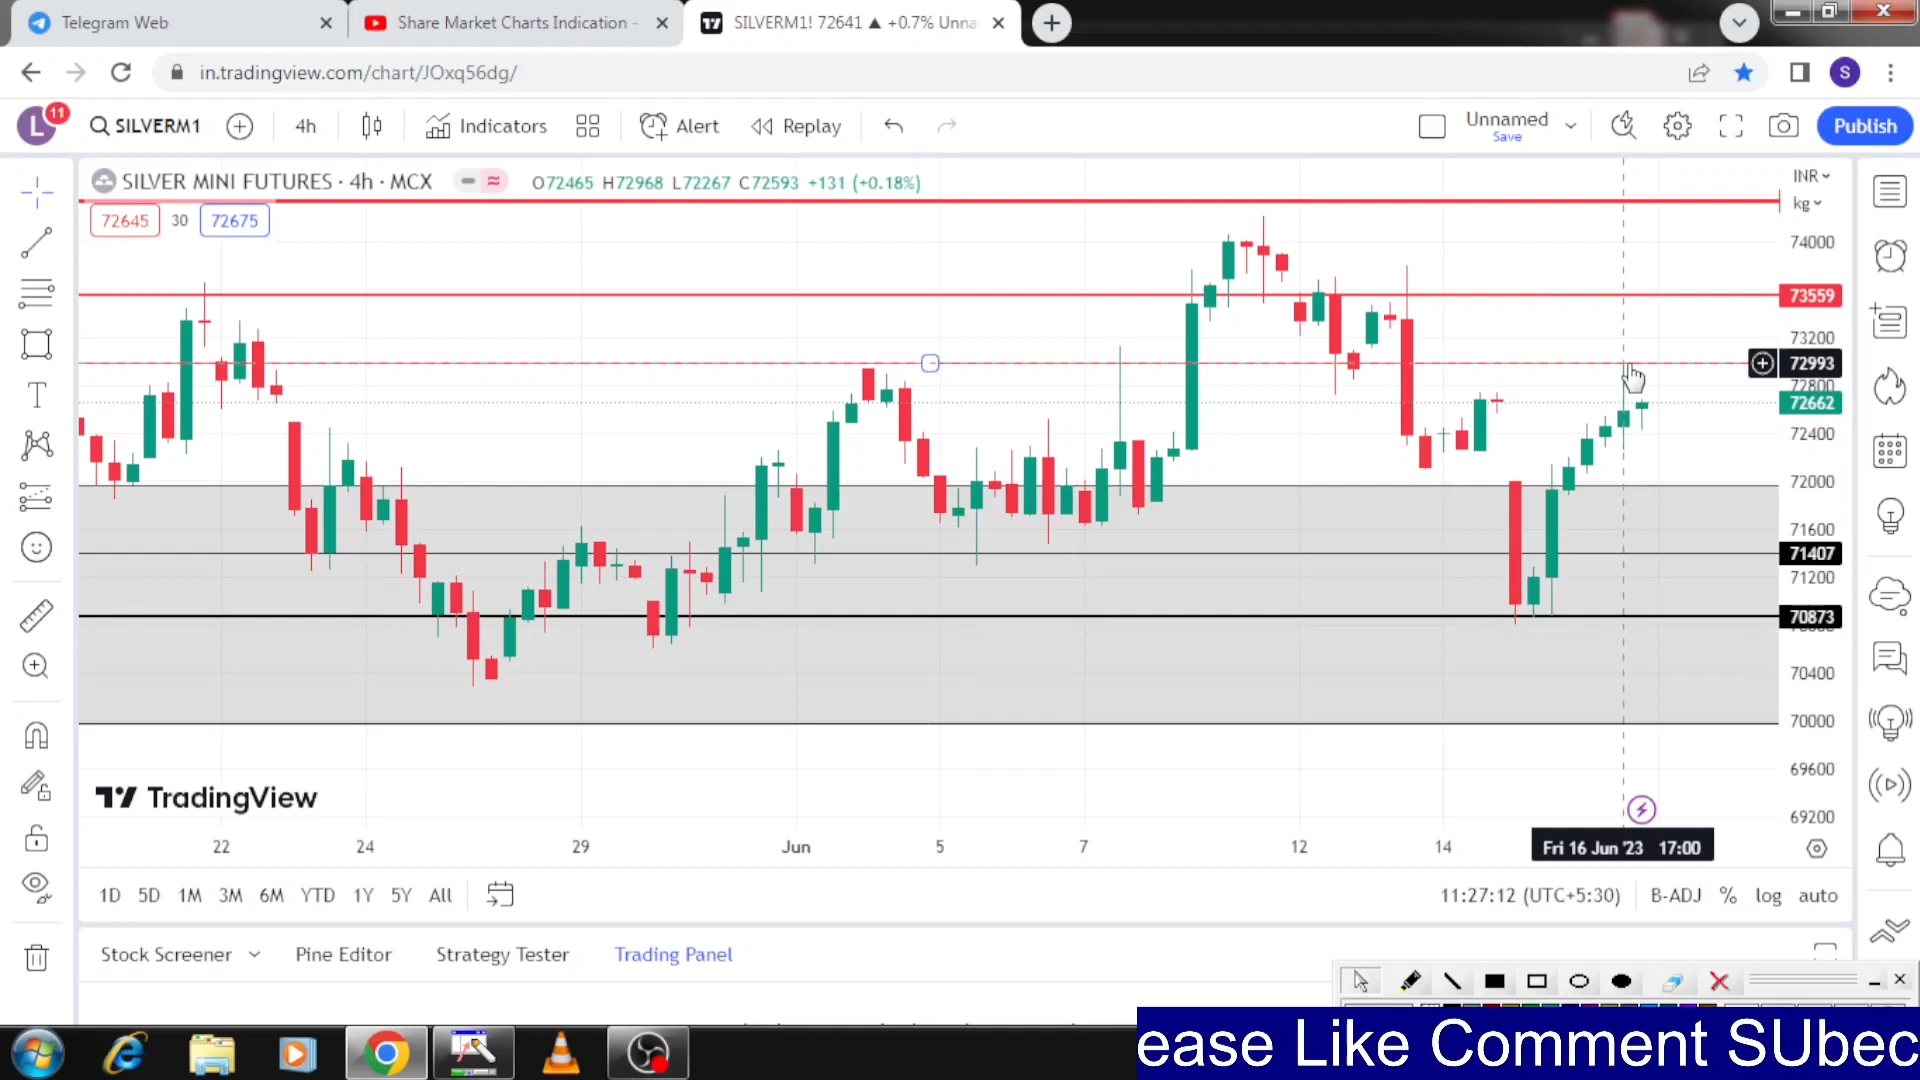 Telegram Web
Share Market Charts Indication -
SILVERM1! 72641 ▲ +0.7% Unna
in.tradingview.com/chart/JOxq56dg/
S
L
11
SILVERM1
4h
Indicators
Alert
Replay
Unnamed
Save
Publish
SILVER MINI FUTURES · 4h · MCX
O72465 H72968 L72267 C72593 +131 (+0.18%)
INR
kg
72645
30
72675
74000
73559
73200
72993
72800
72662
72400
72000
71600
71407
71200
70873
70400
70000
69600
69200
TradingView
22
24
29
Jun
5
7
12
14
Fri 16 Jun '23 17:00
1D 5D 1M 3M 6M YTD 1Y 5Y All
11:27:12 (UTC+5:30)
B-ADJ % log auto
Stock Screener
Pine Editor
Strategy Tester
Trading Panel
ease Like Comment SUbec